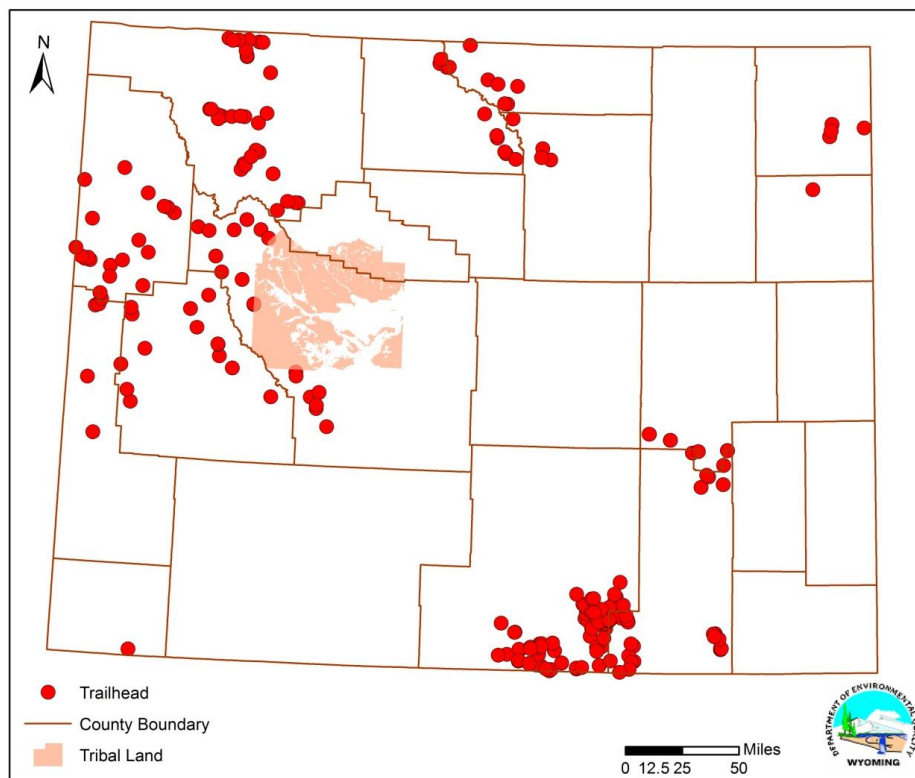 N
Trailhead
County Boundary
Tribal Land
Miles
0 12.5 25 50
DEPARTMENT OF ENVIRONMENTAL QUALITY
WYOMING